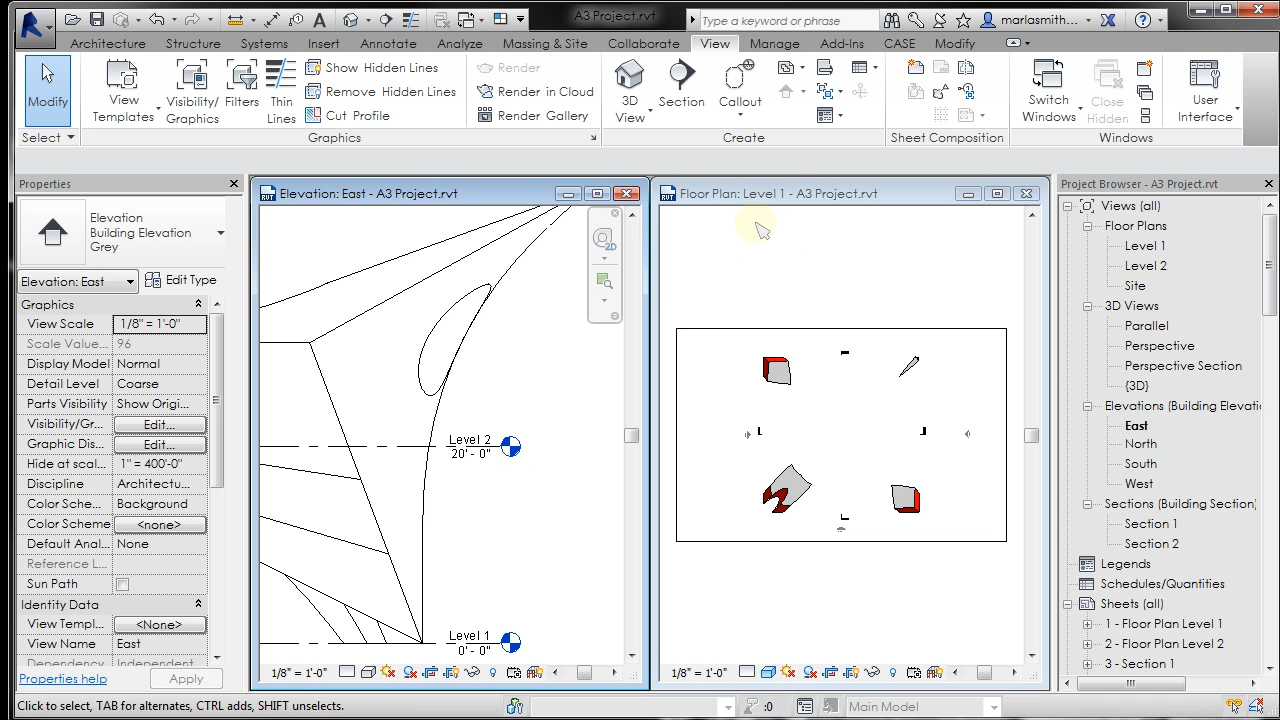 A3 Project.rvt
Type a keyword or phrase
marlasmith...
Architecture Structure Systems Insert Annotate Analyze Massing & Site Collaborate View Manage Add-Ins CASE Modify
Modify
Select
View Templates
Visibility/ Graphics
Filters
Thin Lines
Show Hidden Lines
Remove Hidden Lines
Cut Profile
Graphics
Render
Render in Cloud
Render Gallery
3D View
Section
Callout
Create
Sheet Composition
Switch Windows
Close Hidden
Windows
User Interface
Properties
Elevation
Building Elevation
Grey
Elevation: East
Edit Type
Graphics
View Scale 1/8" = 1'-0"
Scale Value 96
Display Model Normal
Detail Level Coarse
Parts Visibility Show Origi...
Visibility/Gr... Edit...
Graphic Dis... Edit...
Hide at scal... 1" = 400'-0"
Discipline Architectu...
Color Sche... Background
Color Scheme <none>
Default Anal... None
Reference L...
Sun Path
Identity Data
View Templ... <None>
View Name East
Dependency Independent
Properties help
Apply
Elevation: East - A3 Project.rvt
2D
Level 2
20' - 0"
Level 1
0' - 0"
1/8" = 1'-0"
Floor Plan: Level 1 - A3 Project.rvt
1/8" = 1'-0"
Project Browser - A3 Project.rvt
Views (all)
Floor Plans
Level 1
Level 2
Site
3D Views
Parallel
Perspective
Perspective Section
{3D}
Elevations (Building Elevatio
East
North
South
West
Sections (Building Section)
Section 1
Section 2
Legends
Schedules/Quantities
Sheets (all)
1 - Floor Plan Level 1
2 - Floor Plan Level 2
3 - Section 1
Click to select, TAB for alternates, CTRL adds, SHIFT unselects.
:0
Main Model